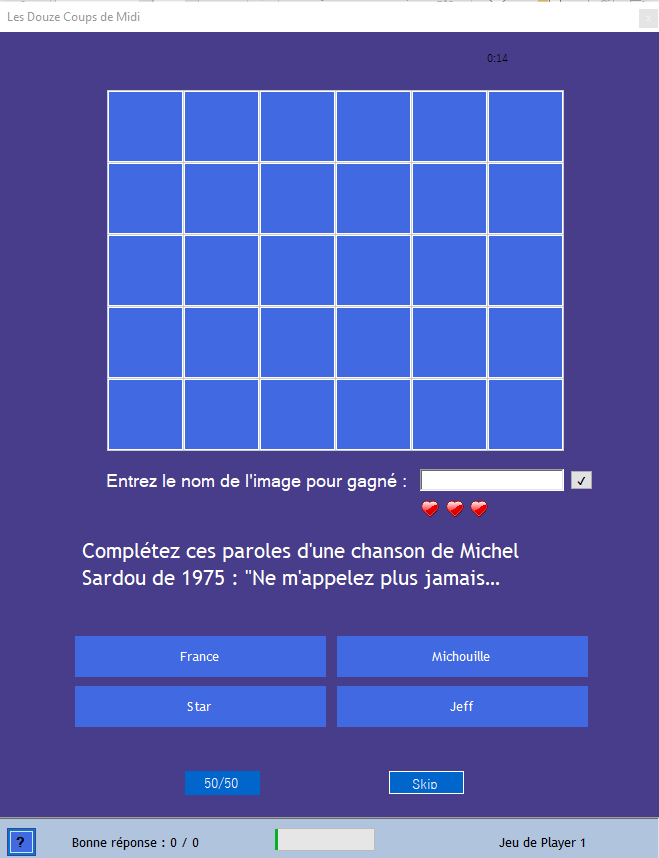 Les Douze Coups de Midi
0:14
Entrez le nom de l'image pour gagné :
✓
Complétez ces paroles d'une chanson de Michel
Sardou de 1975 : "Ne m'appelez plus jamais...
France
Michouille
Star
Jeff
50/50
Skip
?
Bonne réponse : 0 / 0
Jeu de Player 1